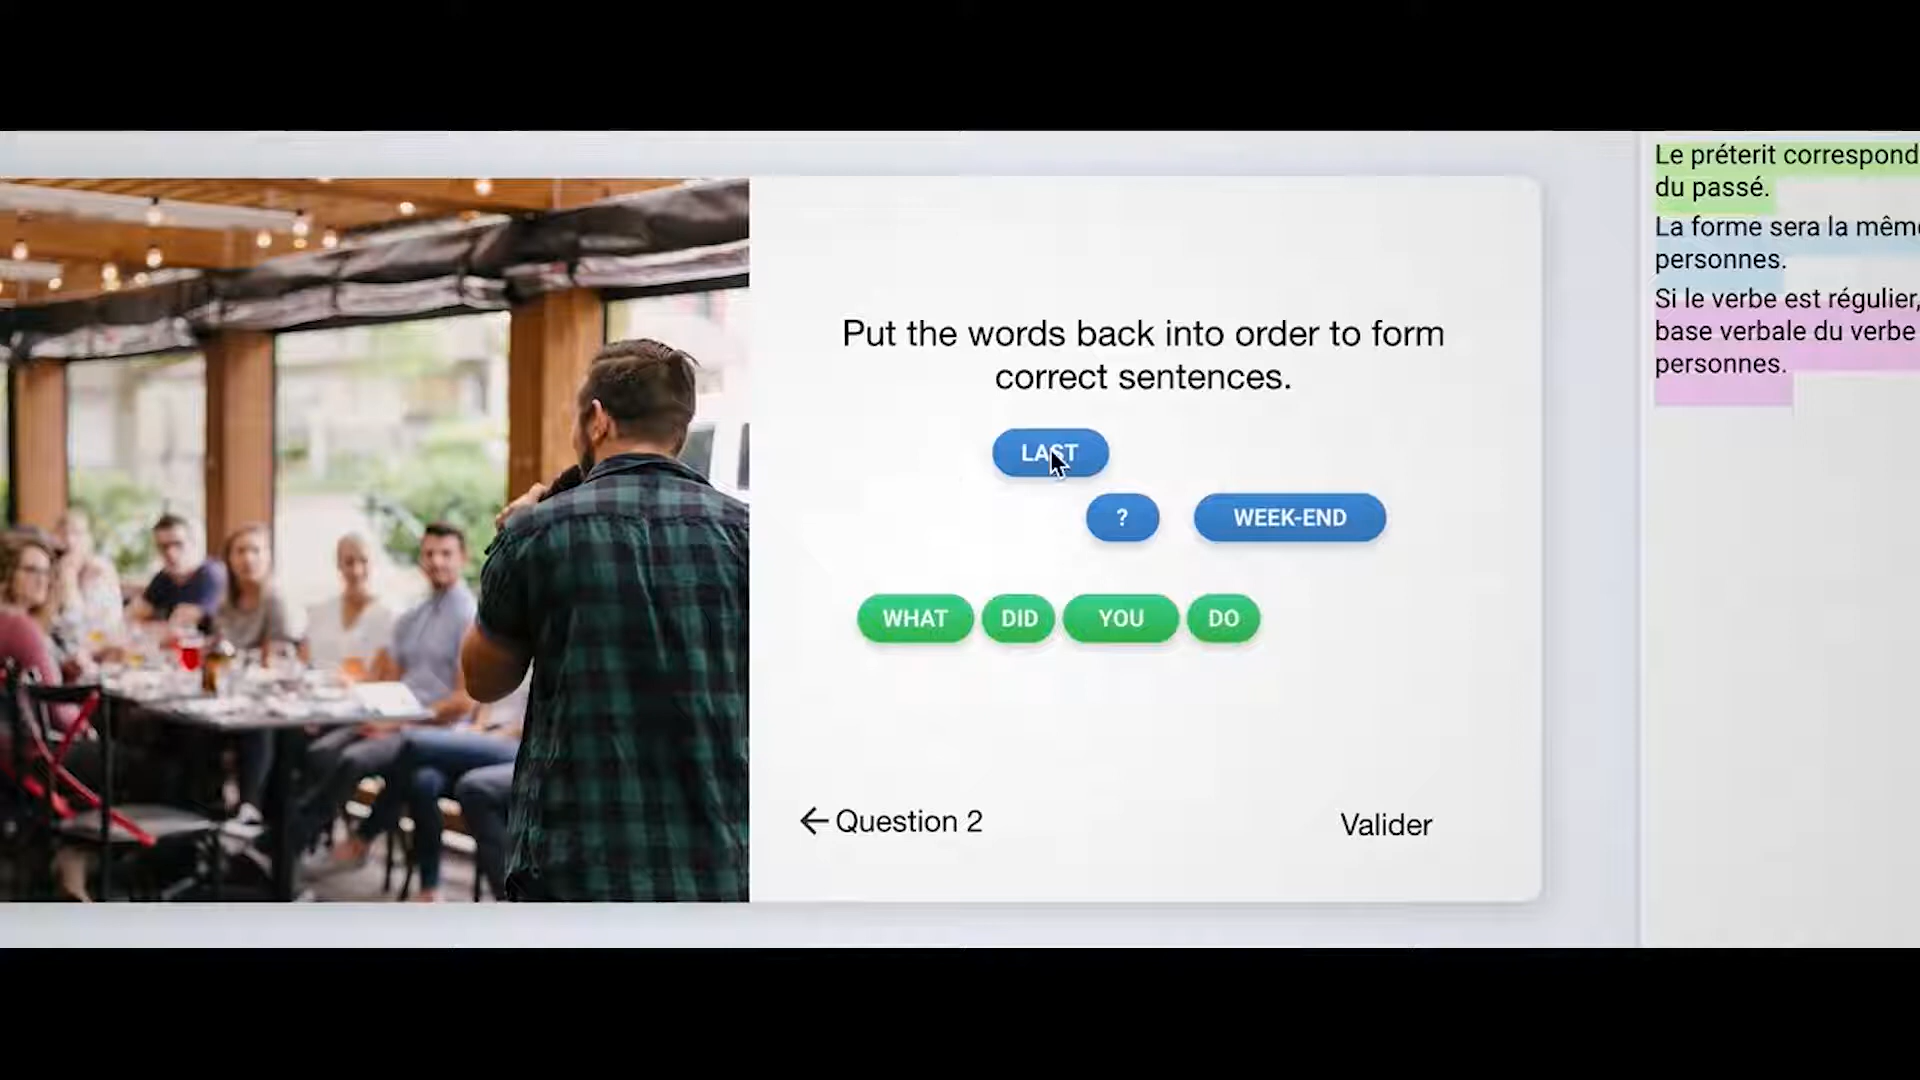 Put the words back into order to form
correct sentences.
LAST
? WEEK-END
WHAT DID YOU DO
← Question 2
Valider
Le préterit correspond
du passé.
La forme sera la même
personnes.
Si le verbe est régulier,
base verbale du verbe
personnes.